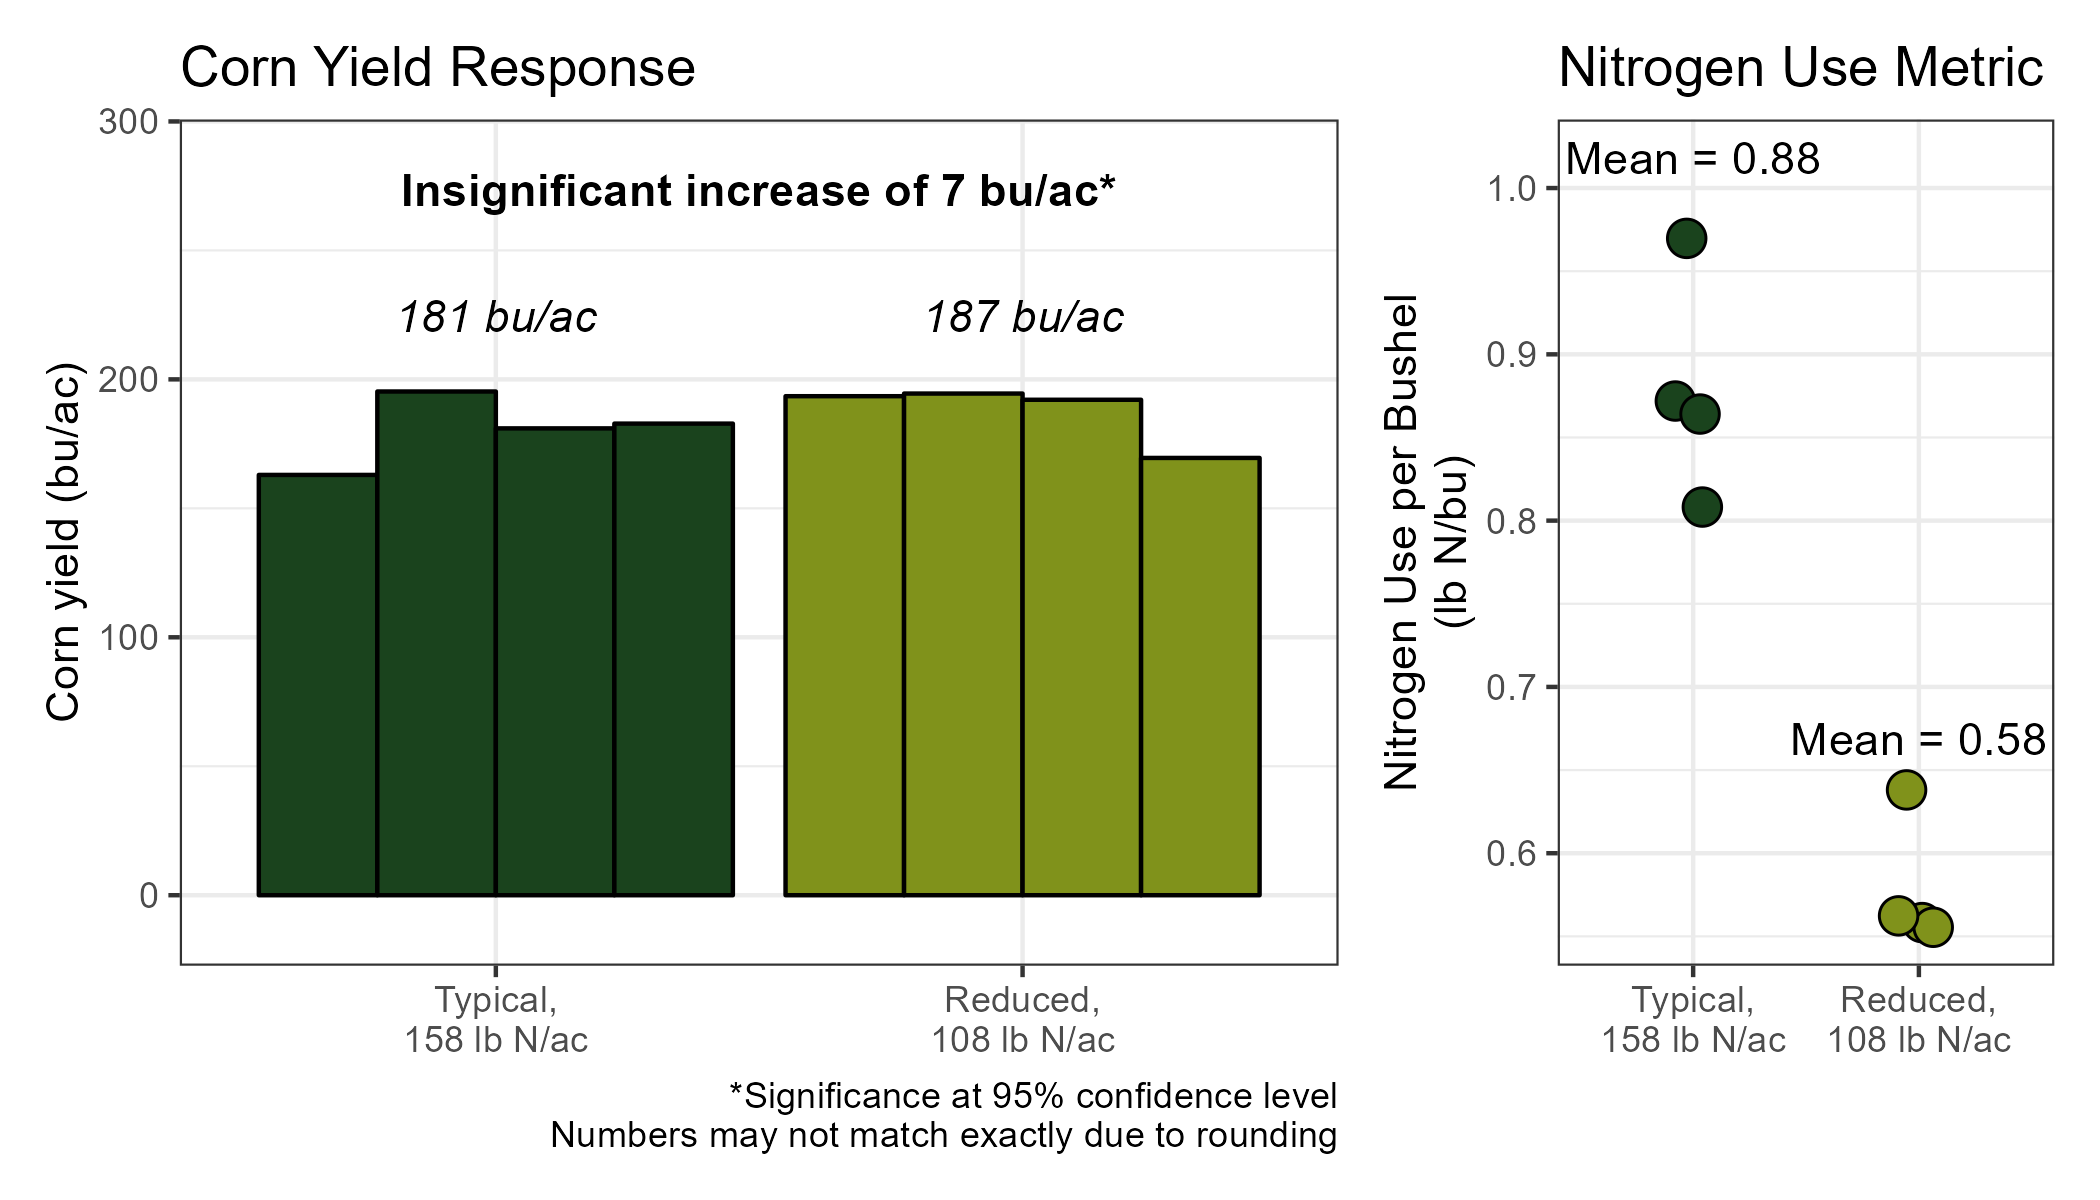 Corn Yield Response
Corn yield (bu/ac)
300
200
100
0
Insignificant increase of 7 bu/ac*
181 bu/ac
187 bu/ac
Typical,
158 lb N/ac
Reduced,
108 lb N/ac
*Significance at 95% confidence level
Numbers may not match exactly due to rounding
Nitrogen Use Metric
Nitrogen Use per Bushel
(lb N/bu)
1.0
0.9
0.8
0.7
0.6
Mean = 0.88
Mean = 0.58
Typical,
158 lb N/ac
Reduced,
108 lb N/ac